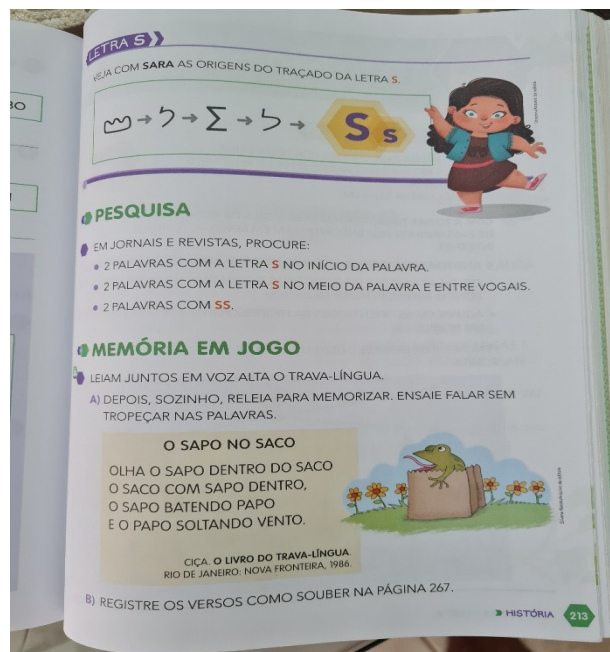 LETRA S
VEJA COM SARA AS ORIGENS DO TRAÇADO DA LETRA S.
S s
PESQUISA
EM JORNAIS E REVISTAS, PROCURE:
• 2 PALAVRAS COM A LETRA S NO INÍCIO DA PALAVRA.
• 2 PALAVRAS COM A LETRA S NO MEIO DA PALAVRA E ENTRE VOGAIS.
• 2 PALAVRAS COM SS.
MEMÓRIA EM JOGO
LEIAM JUNTOS EM VOZ ALTA O TRAVA-LÍNGUA.
A) DEPOIS, SOZINHO, RELEIA PARA MEMORIZAR. ENSAIE FALAR SEM
TROPEÇAR NAS PALAVRAS.
O SAPO NO SACO
OLHA O SAPO DENTRO DO SACO
O SACO COM SAPO DENTRO,
O SAPO BATENDO PAPO
E O PAPO SOLTANDO VENTO.
CIÇA. O LIVRO DO TRAVA-LÍNGUA.
RIO DE JANEIRO: NOVA FRONTEIRA, 1986.
B) REGISTRE OS VERSOS COMO SOUBER NA PÁGINA 267.
HISTÓRIA 213